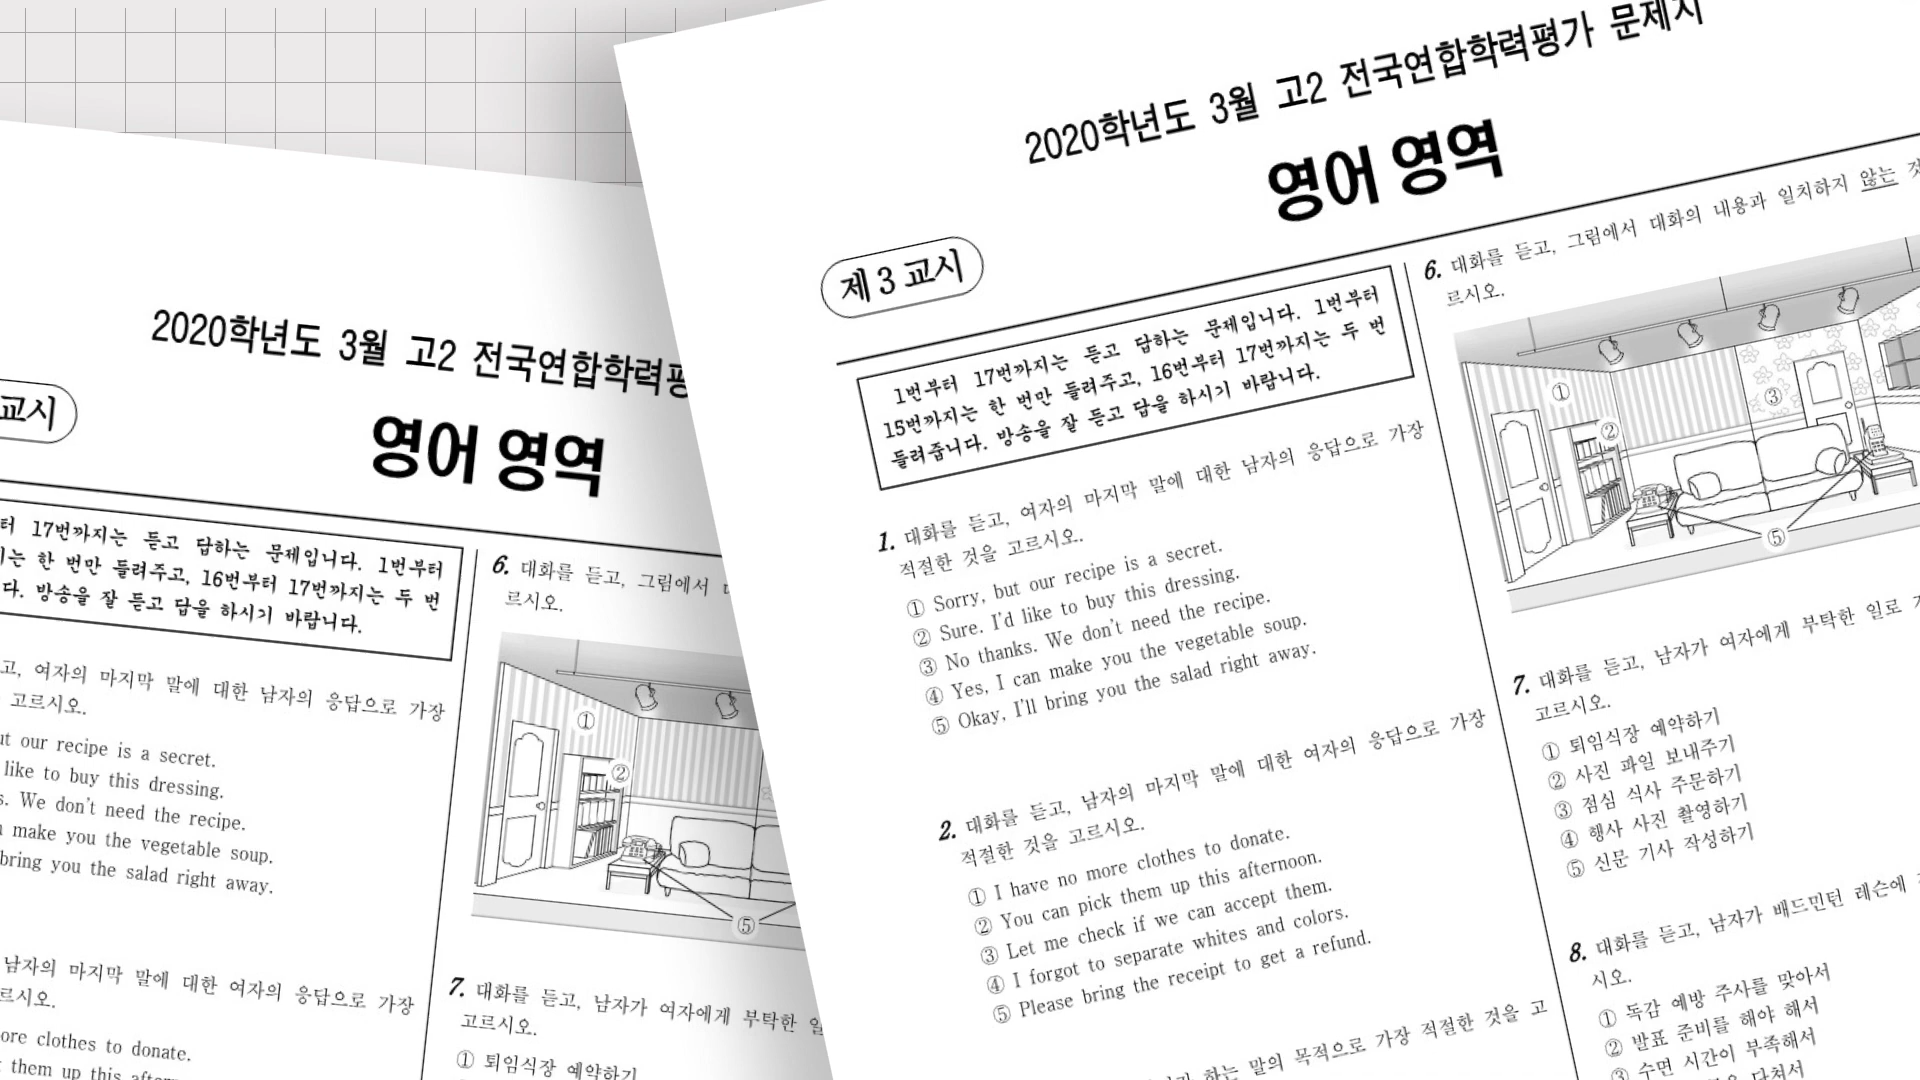 2020학년도 3월 고2 전국연합학력평
영어 영역
교시
터 17번까지는 듣고 답하는 문제입니다. 1번부터
는 한 번만 들려주고, 16번부터 17번까지는 두 번
다. 방송을 잘 듣고 답을 하시기 바랍니다.
고, 여자의 마지막 말에 대한 남자의 응답으로 가장
고르시오.
ut our recipe is a secret.
like to buy this dressing.
s. We don't need the recipe.
make you the vegetable soup.
bring you the salad right away.
남자의 마지막 말에 대한 여자의 응답으로 가장
르시오.
ore clothes to donate.
them up this after
6. 대화를 듣고, 그림에서
르시오.
①
②
⑤
7. 대화를 듣고, 남자가 여자에게 부탁한 일
고르시오.
① 퇴임식장 예약하기
2020학년도 3월 고2 전국연합학력평가 문제지
영어 영역
제 3 교시
1번부터 17번까지는 듣고 답하는 문제입니다. 1번부터
15번까지는 한 번만 들려주고, 16번부터 17번까지는 두 번
들려줍니다. 방송을 잘 듣고 답을 하시기 바랍니다.
1. 대화를 듣고, 여자의 마지막 말에 대한 남자의 응답으로 가장
적절한 것을 고르시오.
① Sorry, but our recipe is a secret.
② Sure. I'd like to buy this dressing.
③ No thanks. We don't need the recipe.
④ Yes, I can make you the vegetable soup.
⑤ Okay, I'll bring you the salad right away.
2. 대화를 듣고, 남자의 마지막 말에 대한 여자의 응답으로 가장
적절한 것을 고르시오.
① I have no more clothes to donate.
② You can pick them up this afternoon.
③ Let me check if we can accept them.
④ I forgot to separate whites and colors.
⑤ Please bring the receipt to get a refund.
하는 말의 목적으로 가장 적절한 것을 고
6. 대화를 듣고, 그림에서 대화의 내용과 일치하지 않는 것
르시오.
①
②
③
⑤
7. 대화를 듣고, 남자가 여자에게 부탁한 일로
고르시오.
① 퇴임식장 예약하기
② 사진 파일 보내주기
③ 점심 식사 주문하기
④ 행사 사진 촬영하기
⑤ 신문 기사 작성하기
8. 대화를 듣고, 남자가 배드민턴 레슨에
시오.
① 독감 예방 주사를 맞아서
② 발표 준비를 해야 해서
③ 수면 시간이 부족해서
다쳐서